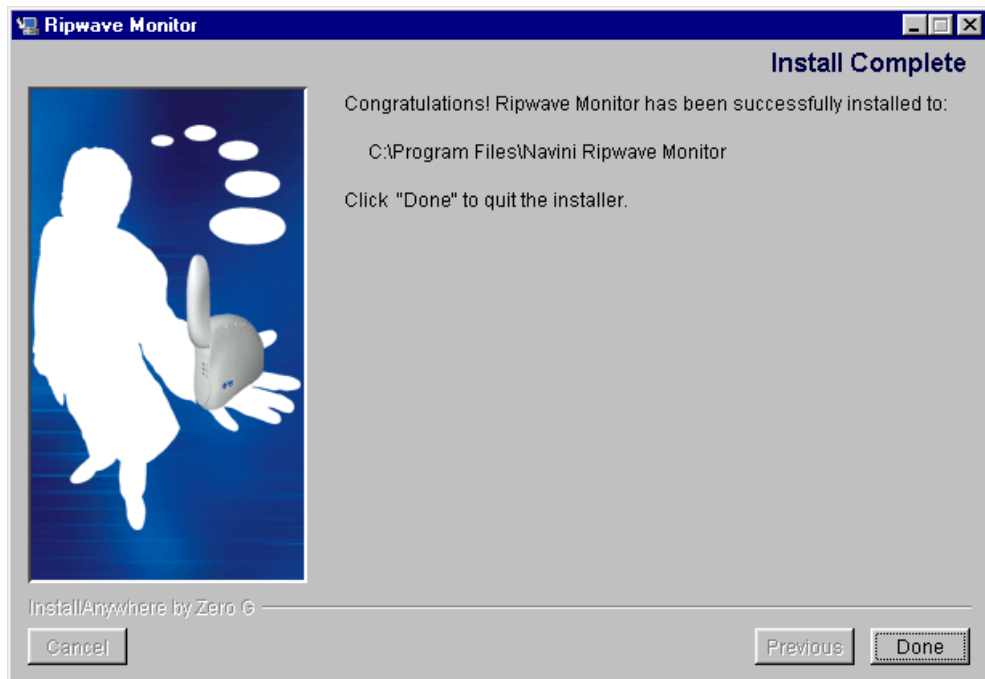 Ripwave Monitor
Install Complete
Congratulations! Ripwave Monitor has been successfully installed to:
C:\Program Files\Navini Ripwave Monitor
Click "Done" to quit the installer.
InstallAnywhere by Zero G
Cancel
Previous
Done